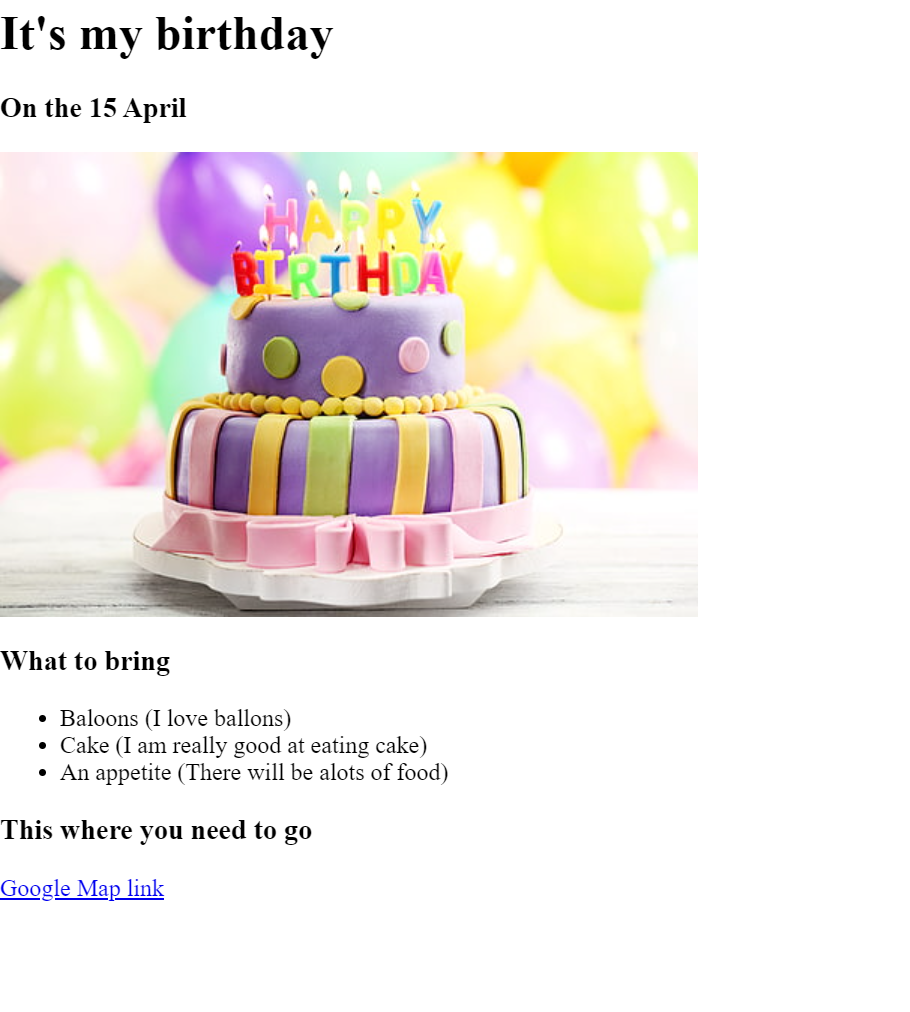 It's my birthday
On the 15 April
HAPPY
BIRTHDAY
What to bring
Baloons (I love ballons)
Cake (I am really good at eating cake)
An appetite (There will be alots of food)
This where you need to go
Google Map link